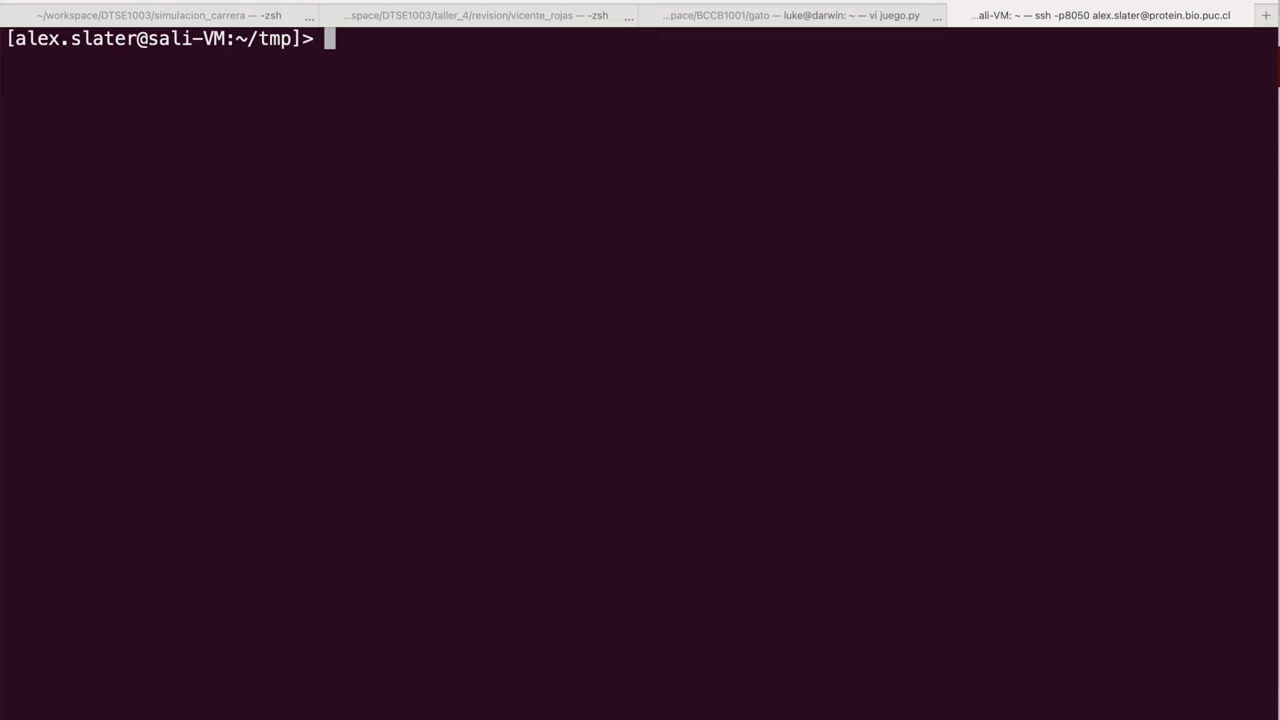 ~/workspace/DTSE1003/simulacion_carrera — -zsh ...
...space/DTSE1003/taller_4/revision/vicente_rojas — -zsh ...
...pace/BCCB1001/gato — luke@darwin: ~ — vi juego.py ...
...ali-VM: ~ — ssh -p8050 alex.slater@protein.bio.puc.cl +
[alex.slater@sali-VM:~/tmp]>